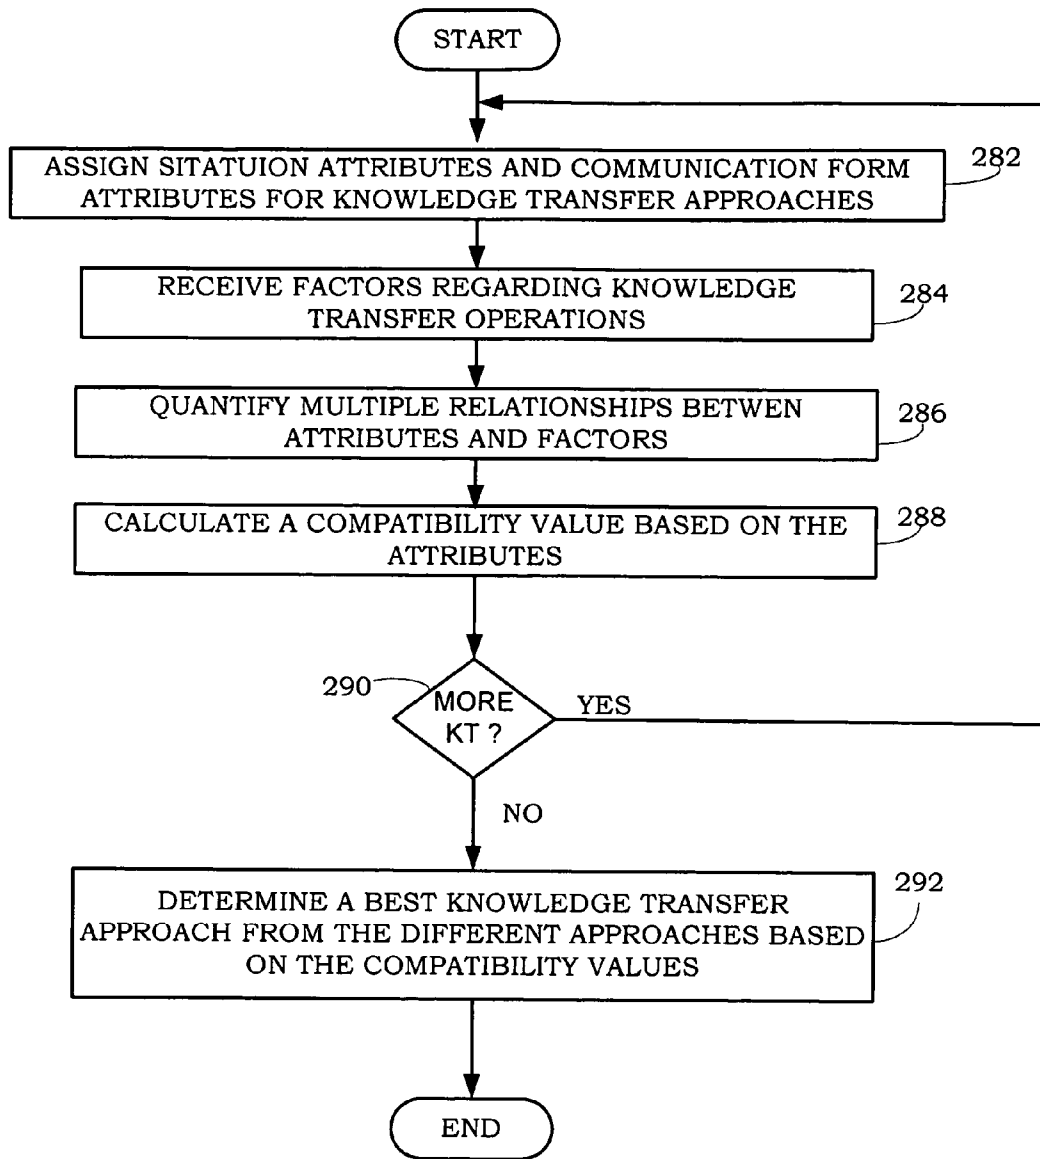 START
ASSIGN SITATUION ATTRIBUTES AND COMMUNICATION FORM
ATTRIBUTES FOR KNOWLEDGE TRANSFER APPROACHES
282
RECEIVE FACTORS REGARDING KNOWLEDGE
TRANSFER OPERATIONS
284
QUANTIFY MULTIPLE RELATIONSHIPS BETWEN
ATTRIBUTES AND FACTORS
286
CALCULATE A COMPATIBILITY VALUE BASED ON THE
ATTRIBUTES
288
290
MORE
KT ?
YES
NO
DETERMINE A BEST KNOWLEDGE TRANSFER
APPROACH FROM THE DIFFERENT APPROACHES BASED
ON THE COMPATIBILITY VALUES
292
END